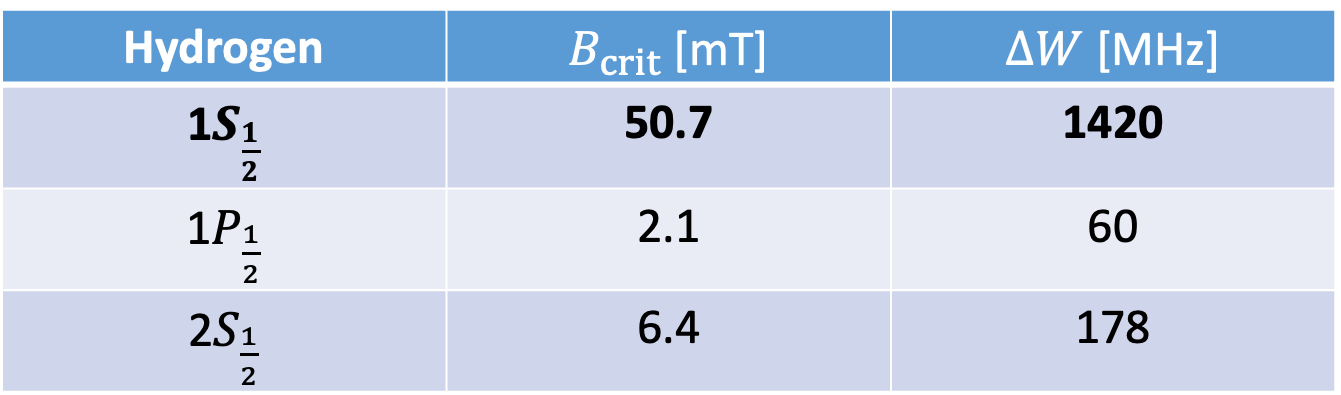 Hydrogen B_crit [mT] ΔW [MHz]
1S_1/2 50.7 1420
1P_1/2 2.1 60
2S_1/2 6.4 178